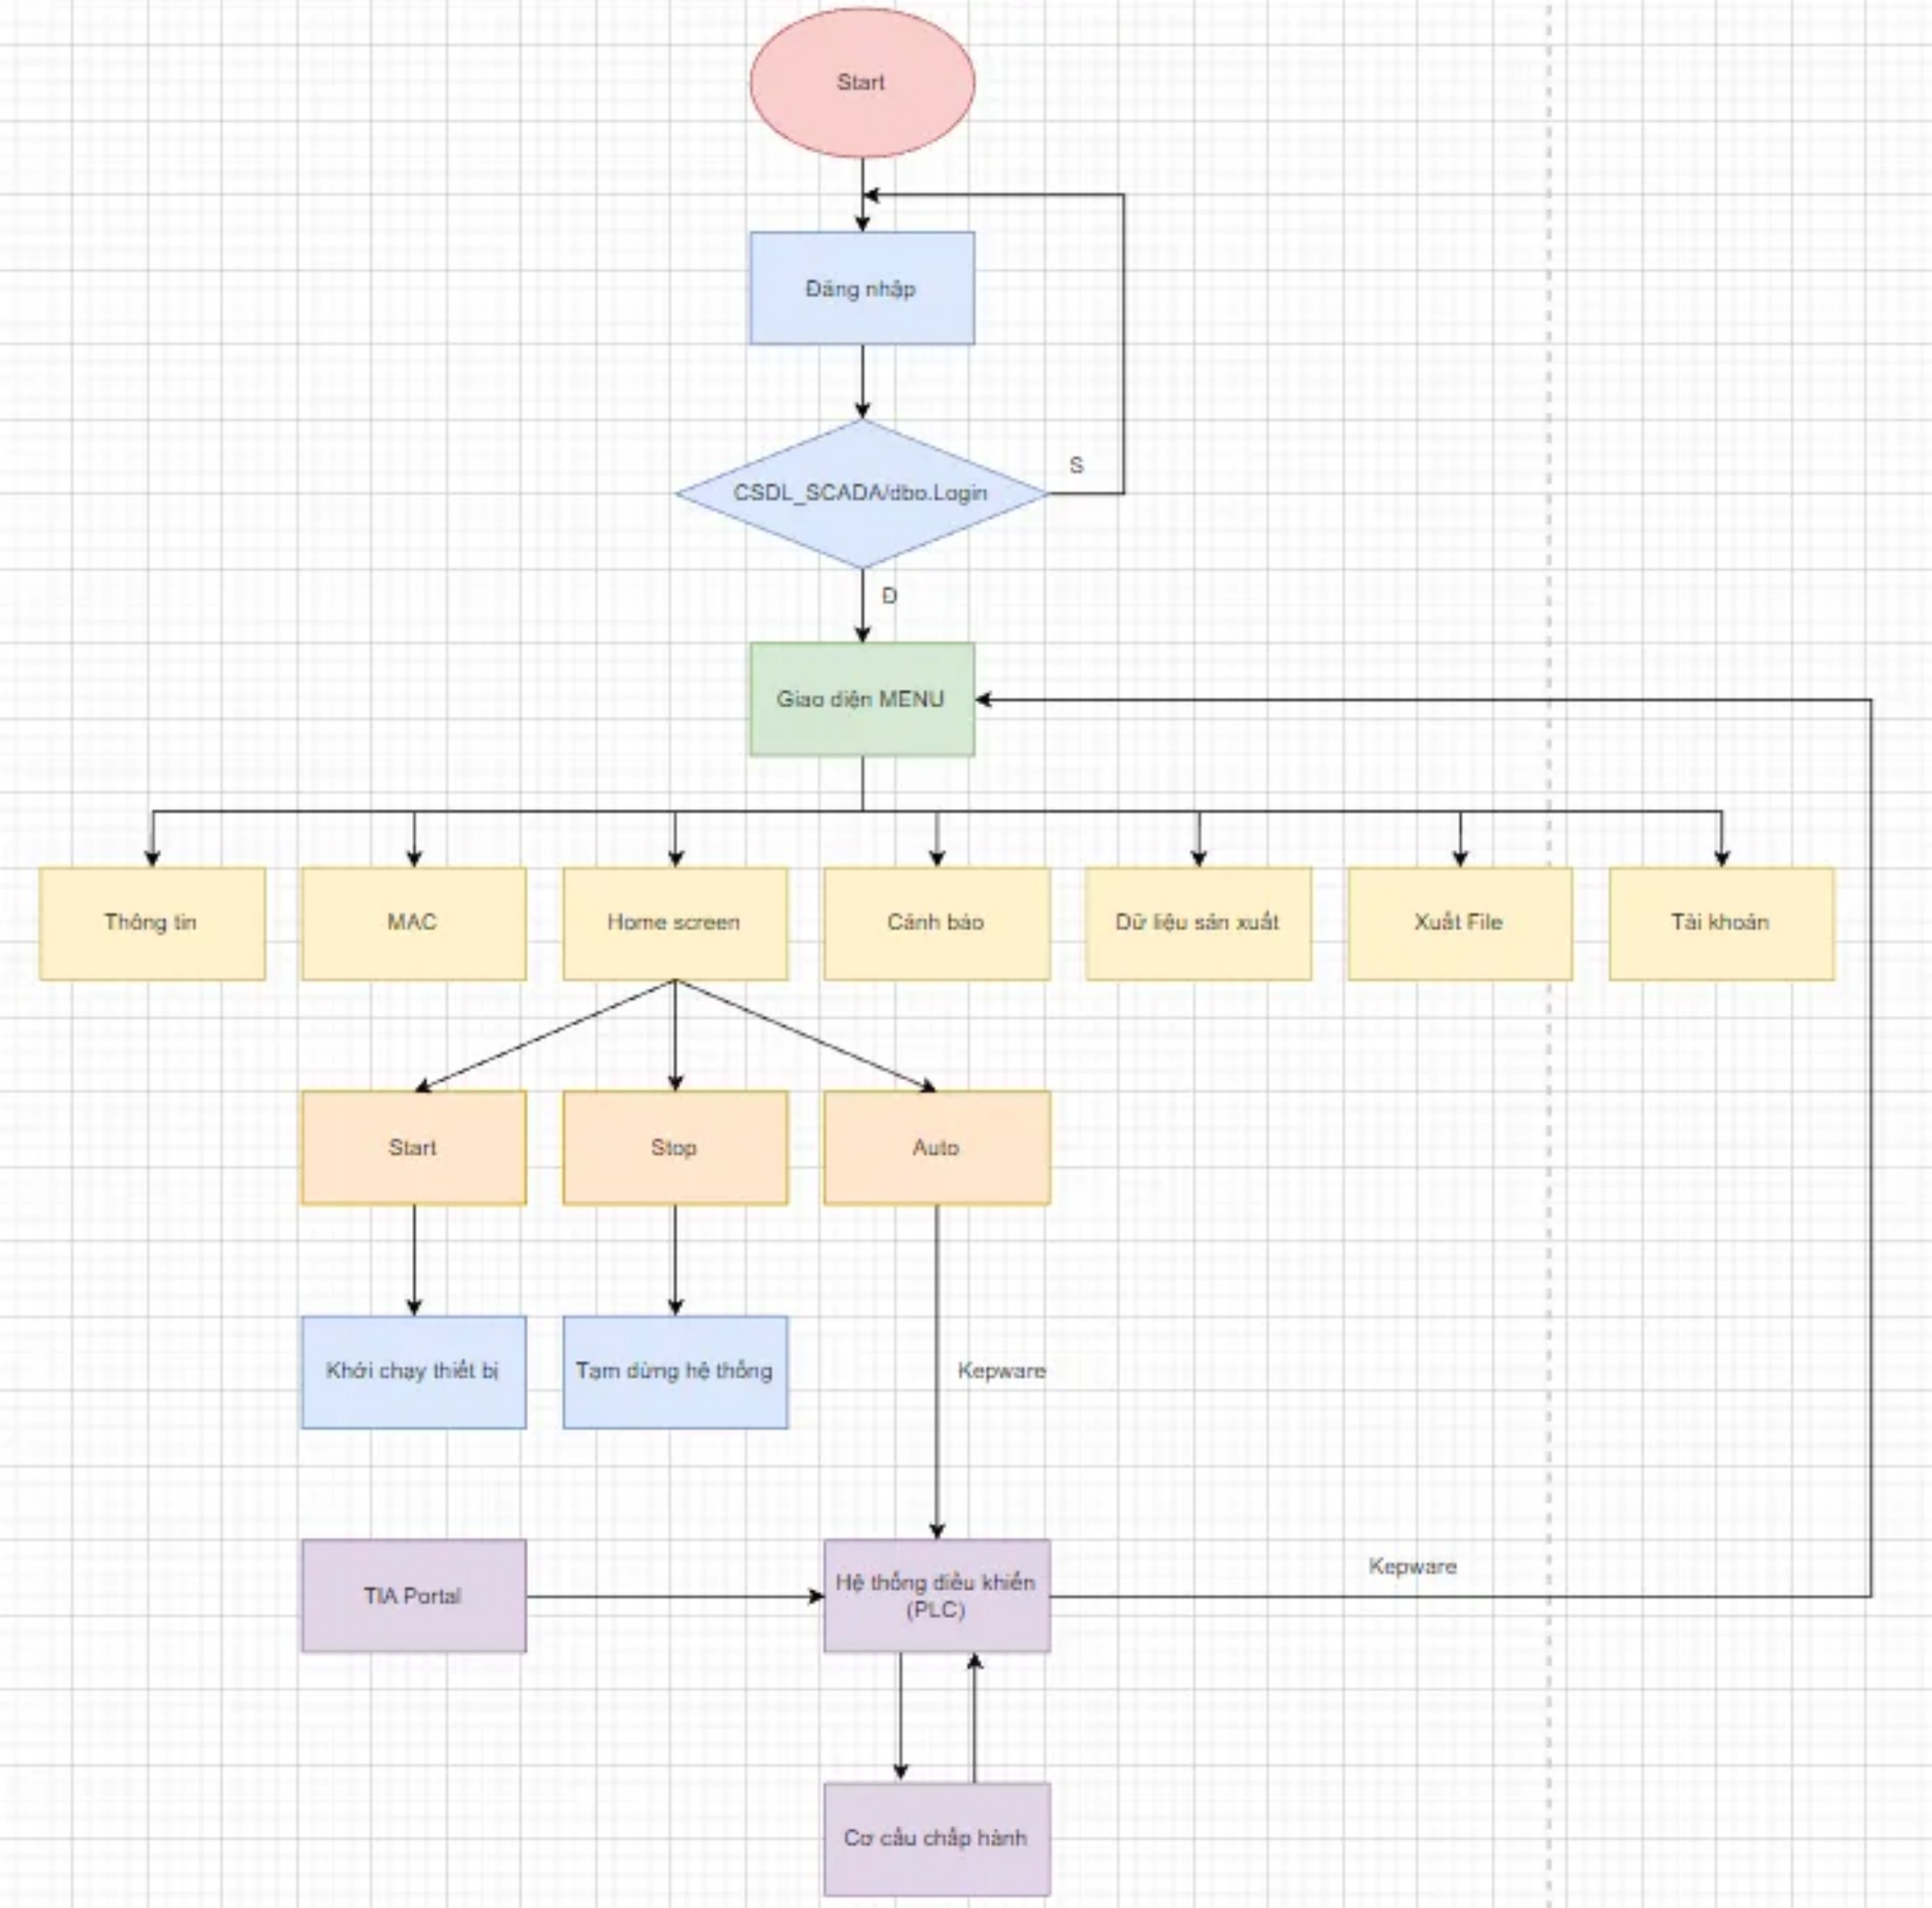 Start
Đăng nhập
CSDL_SCADA/dbo.Login
S
Đ
Giao diện MENU
Thông tin
MAC
Home screen
Cảnh báo
Dữ liệu sản xuất
Xuất File
Tài khoản
Start
Stop
Auto
Khởi chạy thiết bị
Tạm dừng hệ thống
Kepware
TIA Portal
Hệ thống điều khiển
(PLC)
Kepware
Cơ cấu chấp hành